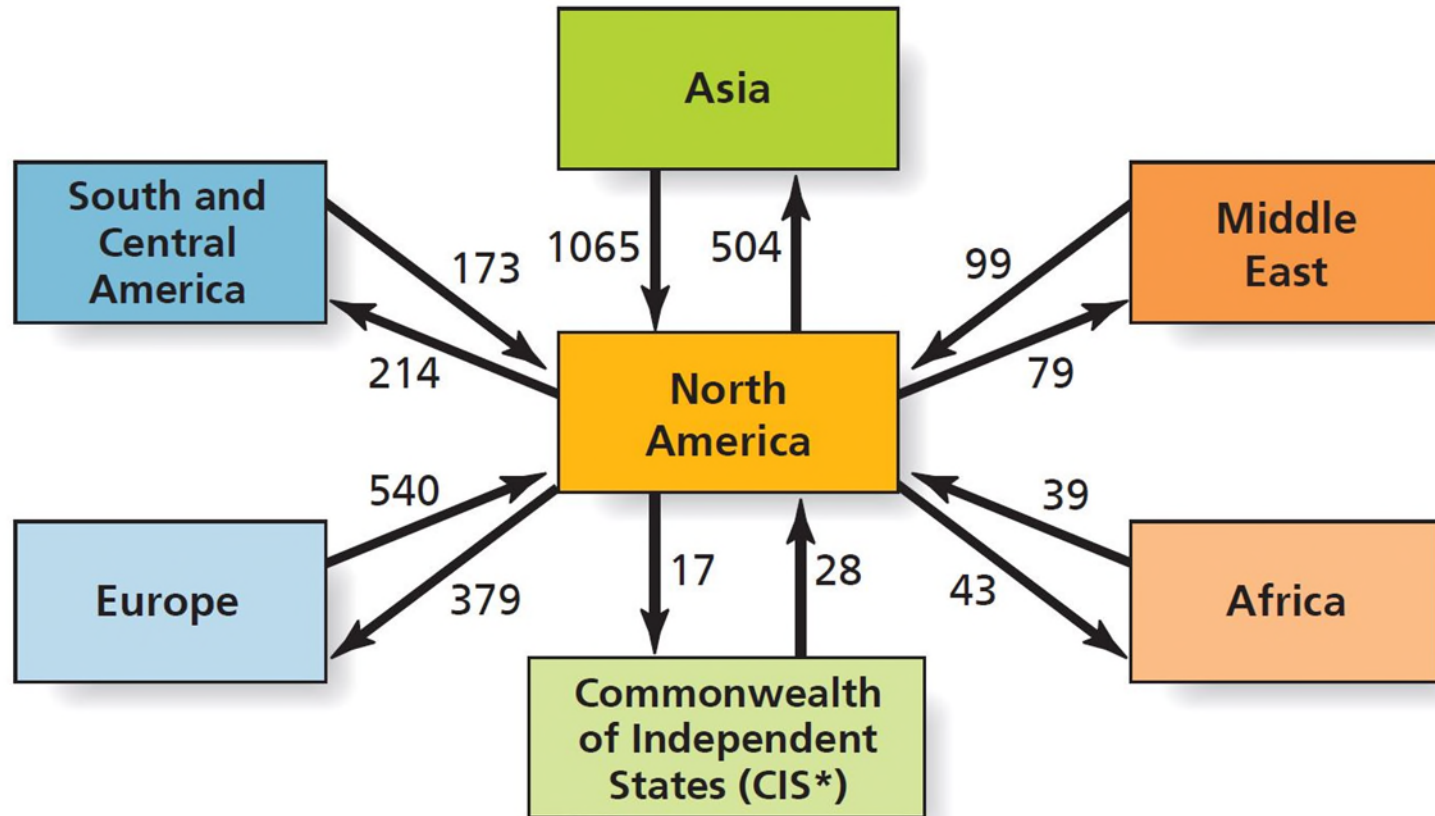 Asia
South and
Central
America
Middle
East
173
1065
504
99
214
79
North
America
540
39
379
17
28
43
Europe
Africa
Commonwealth
of Independent
States (CIS*)